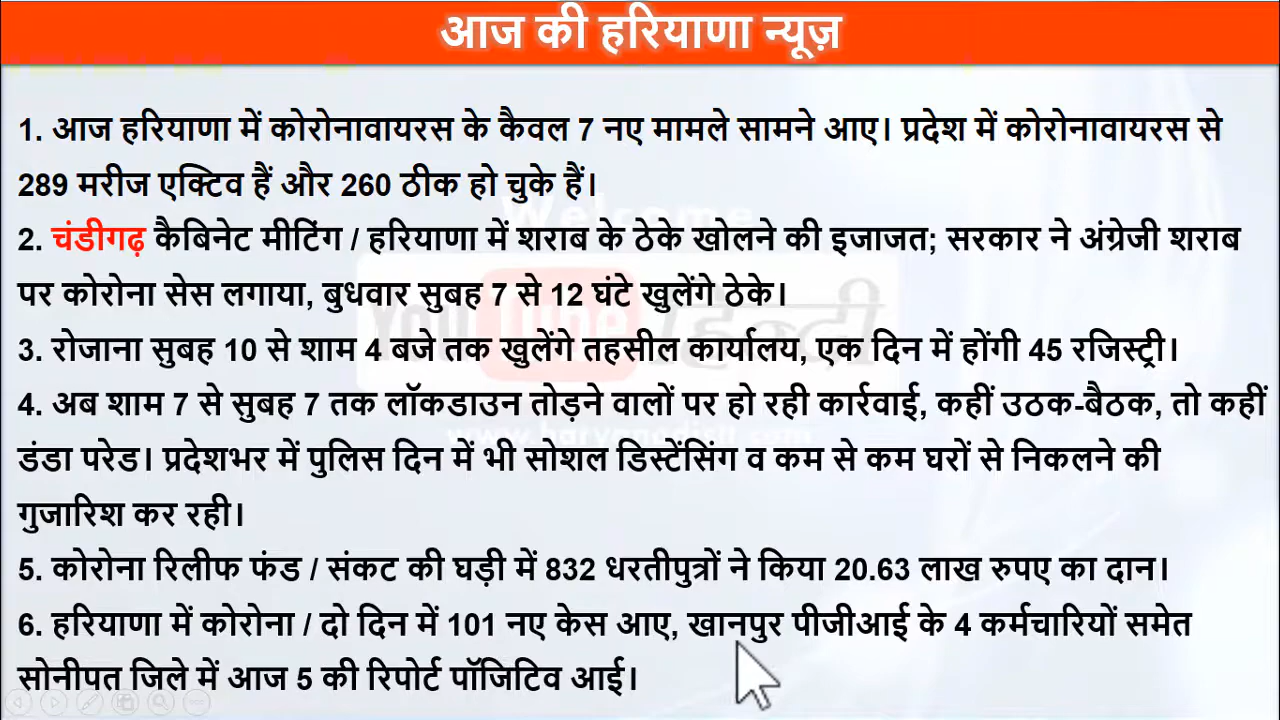 आज की हरियाणा न्यूज़
1. आज हरियाणा में कोरोनावायरस के कैवल 7 नए मामले सामने आए। प्रदेश में कोरोनावायरस से
289 मरीज एक्टिव हैं और 260 ठीक हो चुके हैं।
2. चंडीगढ़ कैबिनेट मीटिंग / हरियाणा में शराब के ठेके खोलने की इजाजत; सरकार ने अंग्रेजी शराब
पर कोरोना सेस लगाया, बुधवार सुबह 7 से 12 घंटे खुलेंगे ठेके।
3. रोजाना सुबह 10 से शाम 4 बजे तक खुलेंगे तहसील कार्यालय, एक दिन में होंगी 45 रजिस्ट्री।
4. अब शाम 7 से सुबह 7 तक लॉकडाउन तोड़ने वालों पर हो रही कार्रवाई, कहीं उठक-बैठक, तो कहीं
डंडा परेड। प्रदेशभर में पुलिस दिन में भी सोशल डिस्टेंसिंग व कम से कम घरों से निकलने की
गुजारिश कर रही।
5. कोरोना रिलीफ फंड / संकट की घड़ी में 832 धरतीपुत्रों ने किया 20.63 लाख रुपए का दान।
6. हरियाणा में कोरोना / दो दिन में 101 नए केस आए, खानपुर पीजीआई के 4 कर्मचारियों समेत
सोनीपत जिले में आज 5 की रिपोर्ट पॉजिटिव आई।
Welcome
YouTube हिन्दी